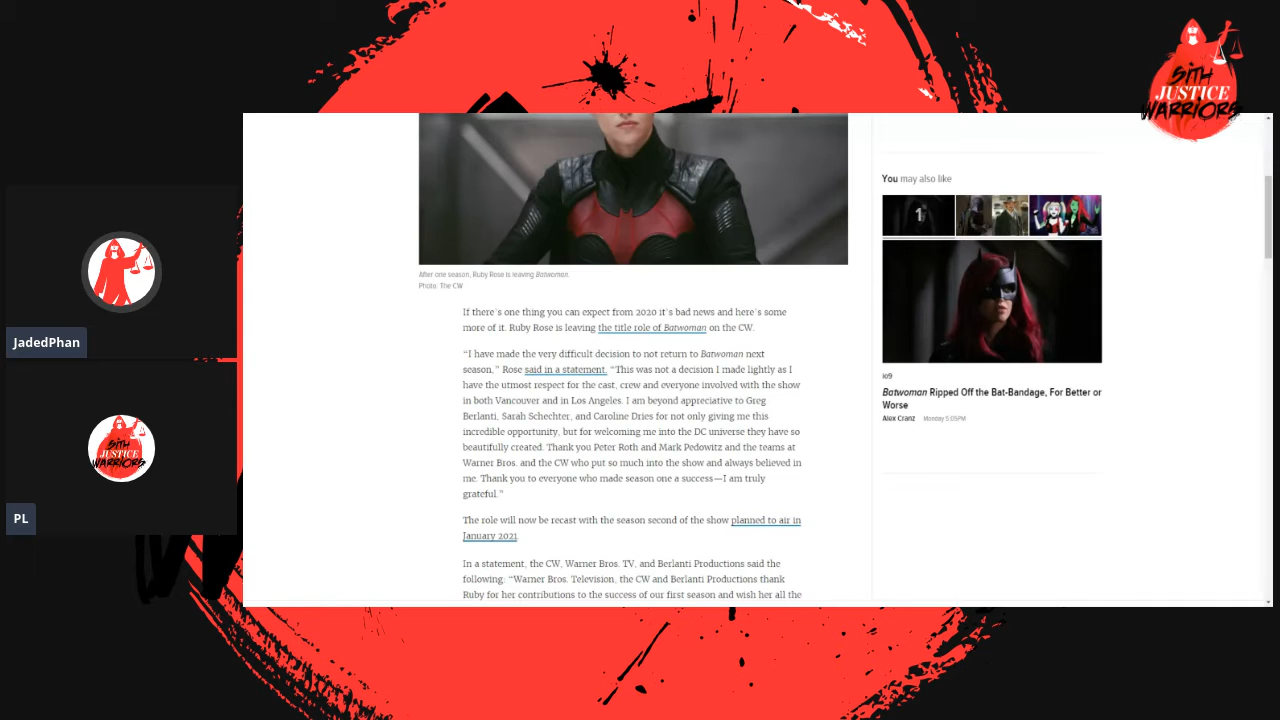 SiTH
JUSTICE
WARRIORS
After one season, Ruby Rose is leaving Batwoman.
Photo: The CW
If there's one thing you can expect from 2020 it's bad news and here's some
more of it. Ruby Rose is leaving the title role of Batwoman on the CW.
“I have made the very difficult decision to not return to Batwoman next
season,” Rose said in a statement. “This was not a decision I made lightly as I
have the utmost respect for the cast, crew and everyone involved with the show
in both Vancouver and in Los Angeles. I am beyond appreciative to Greg
Berlanti, Sarah Schechter, and Caroline Dries for not only giving me this
incredible opportunity, but for welcoming me into the DC universe they have so
beautifully created. Thank you Peter Roth and Mark Pedowitz and the teams at
Warner Bros. and the CW who put so much into the show and always believed in
me. Thank you to everyone who made season one a success—I am truly
grateful.”
The role will now be recast with the season second of the show planned to air in
January 2021.
In a statement, the CW, Warner Bros. TV, and Berlanti Productions said the
following: “Warner Bros. Television, the CW and Berlanti Productions thank
Ruby for her contributions to the success of our first season and wish her all the
You may also like
1
io9
Batwoman Ripped Off the Bat-Bandage, For Better or
Worse
Alex Cranz Monday 5:05PM
JadedPhan
SiTH
JUSTICE
WARRIORS
PL